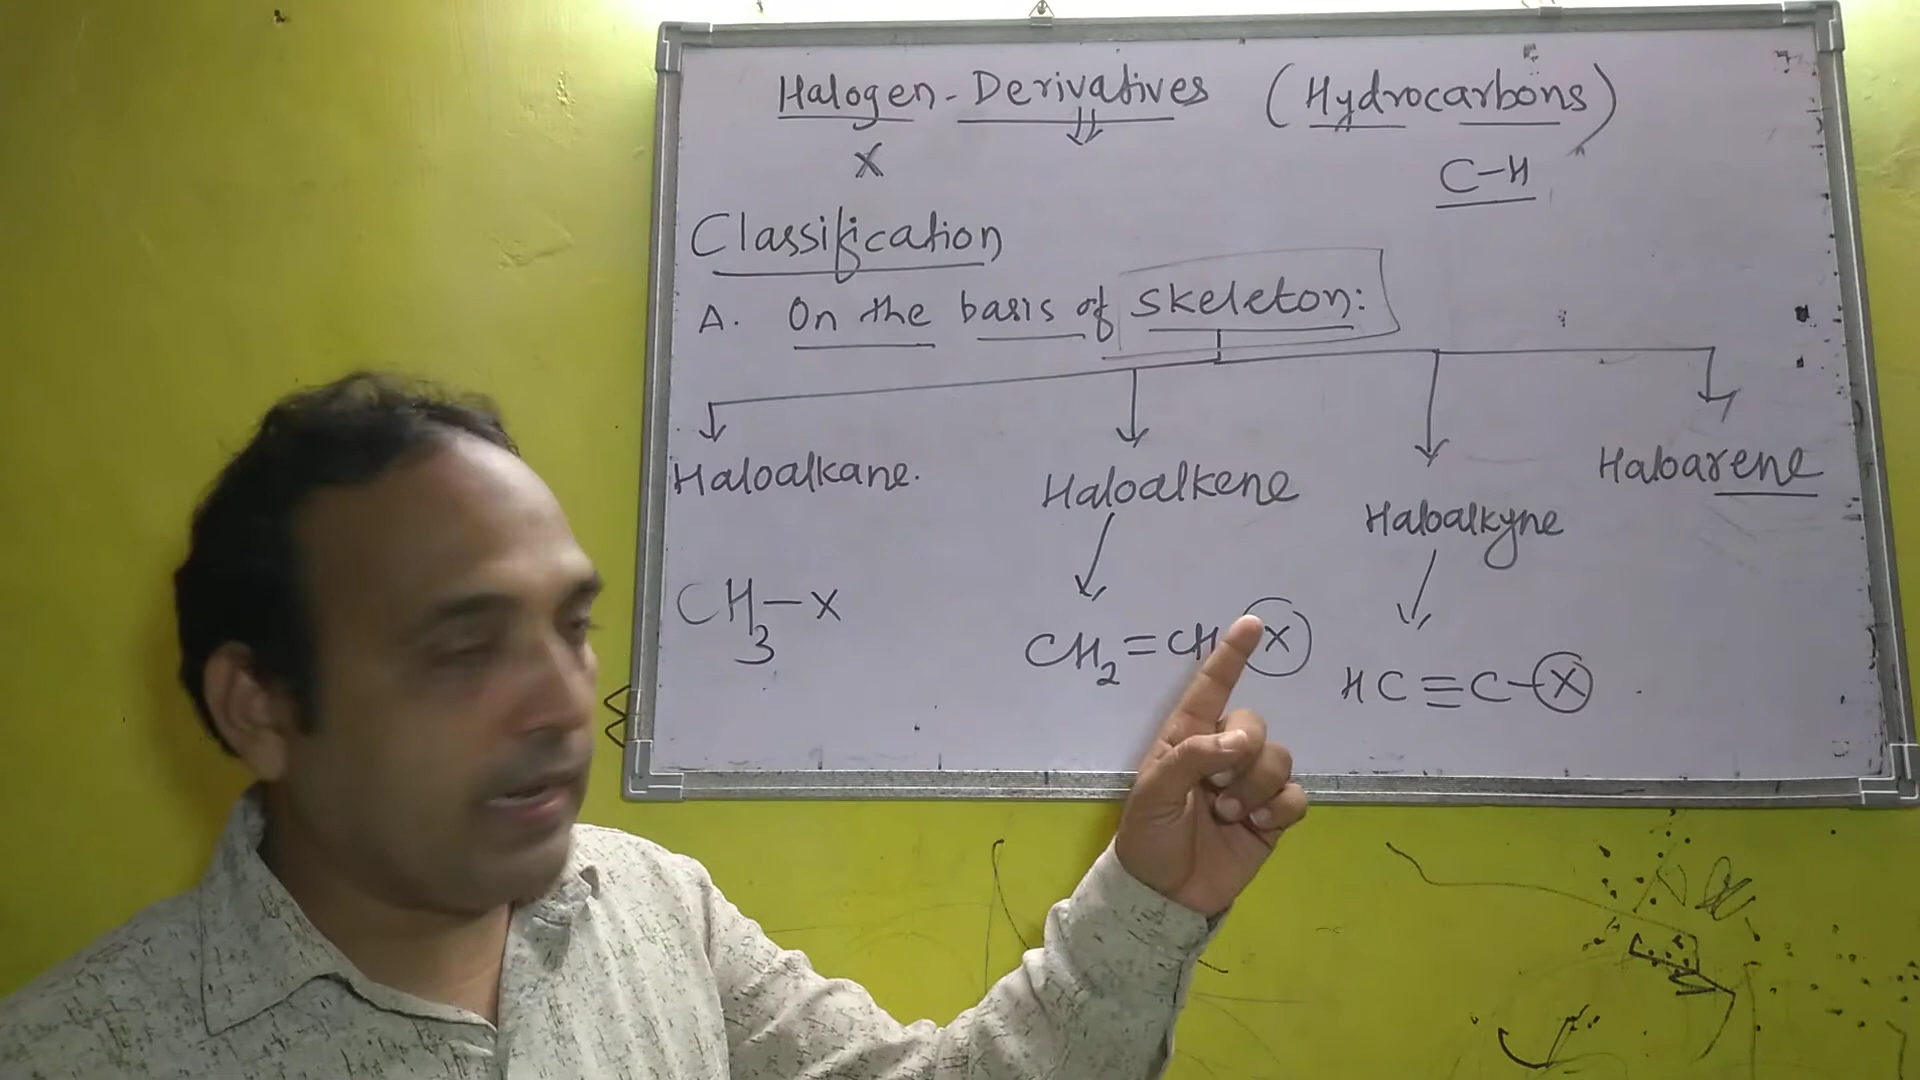 Halogen - Derivatives (Hydrocarbons)
X
C-H
Classification
A. On the basis of Skeleton:
Haloalkane.
Haloalkene
Haloalkyne
Haloarene
CH3-X
CH2=CH X
HC≡C-X